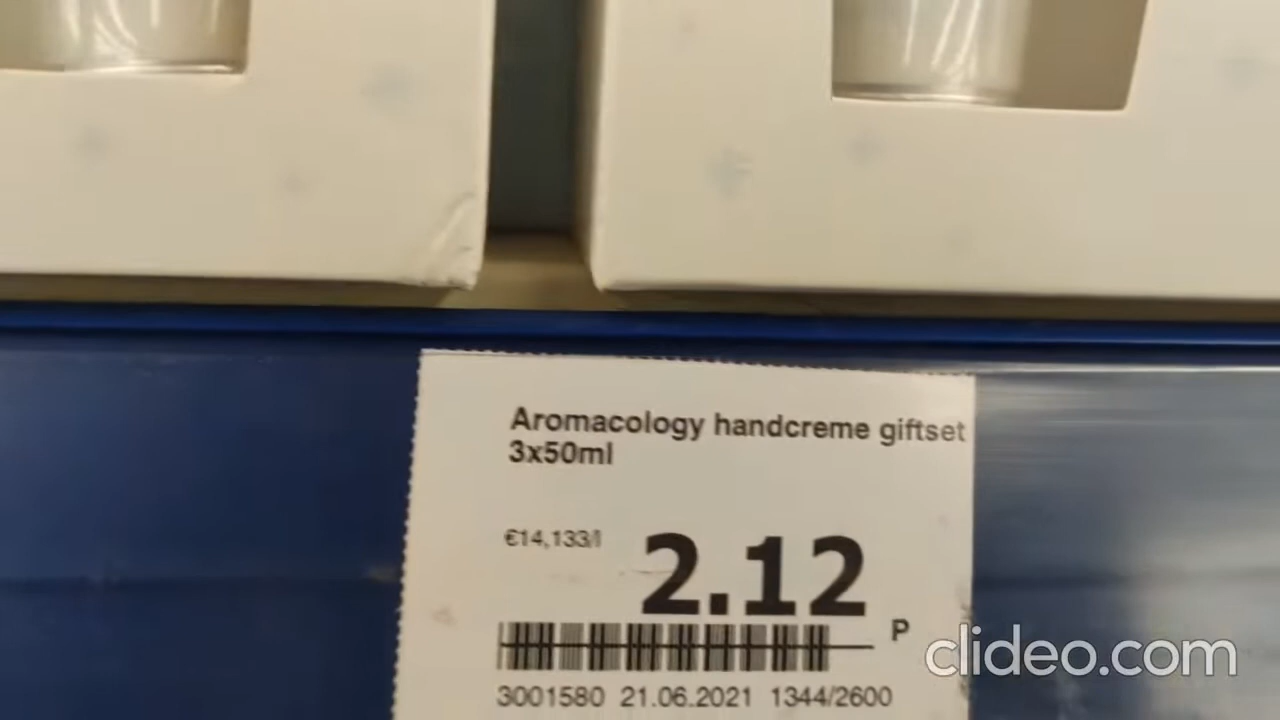 Aromacology handcreme giftset
3x50ml
€14,133/l
2.12
P
3001580 21.06.2021 1344/2600
clideo.com